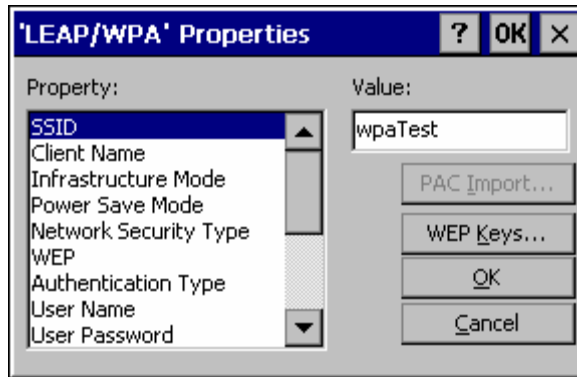 'LEAP/WPA' Properties ? OK ×
Property:
SSID
Client Name
Infrastructure Mode
Power Save Mode
Network Security Type
WEP
Authentication Type
User Name
User Password
Value:
wpaTest
PAC Import...
WEP Keys...
OK
Cancel